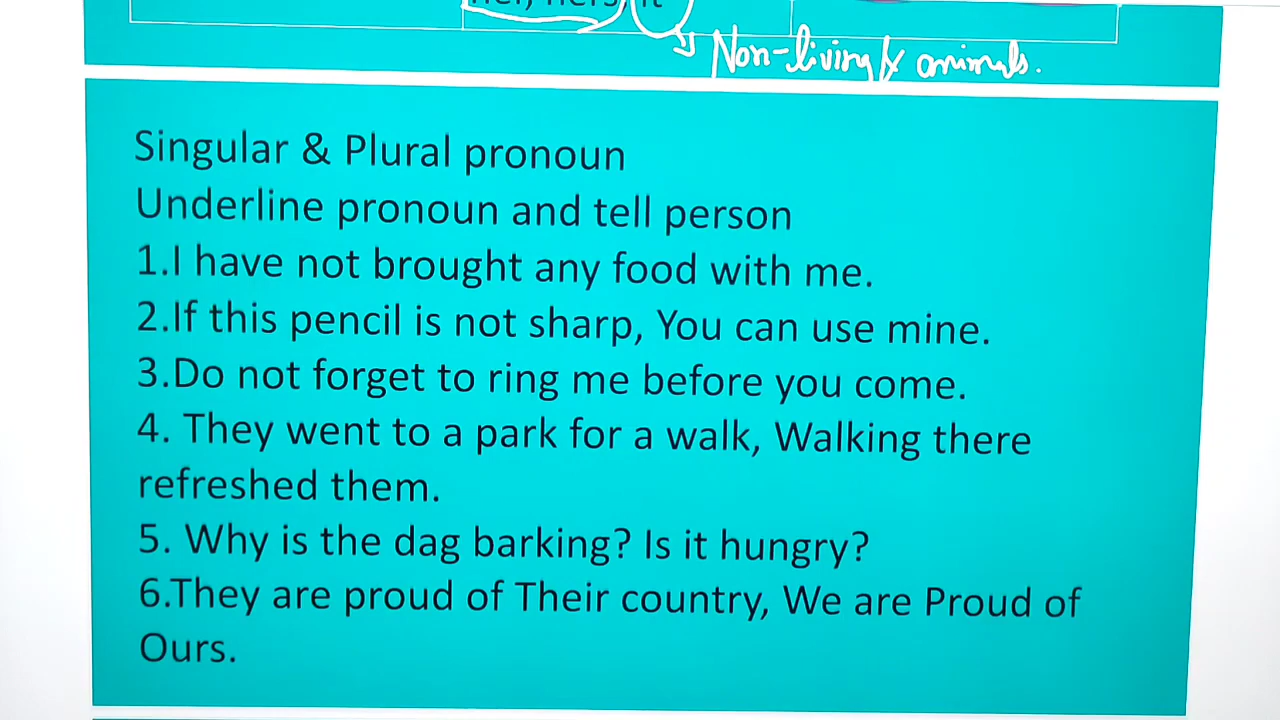 her, hers, it
Non-living & animals.
Singular & Plural pronoun
Underline pronoun and tell person
1.I have not brought any food with me.
2.If this pencil is not sharp, You can use mine.
3.Do not forget to ring me before you come.
4. They went to a park for a walk, Walking there
refreshed them.
5. Why is the dag barking? Is it hungry?
6.They are proud of Their country, We are Proud of
Ours.